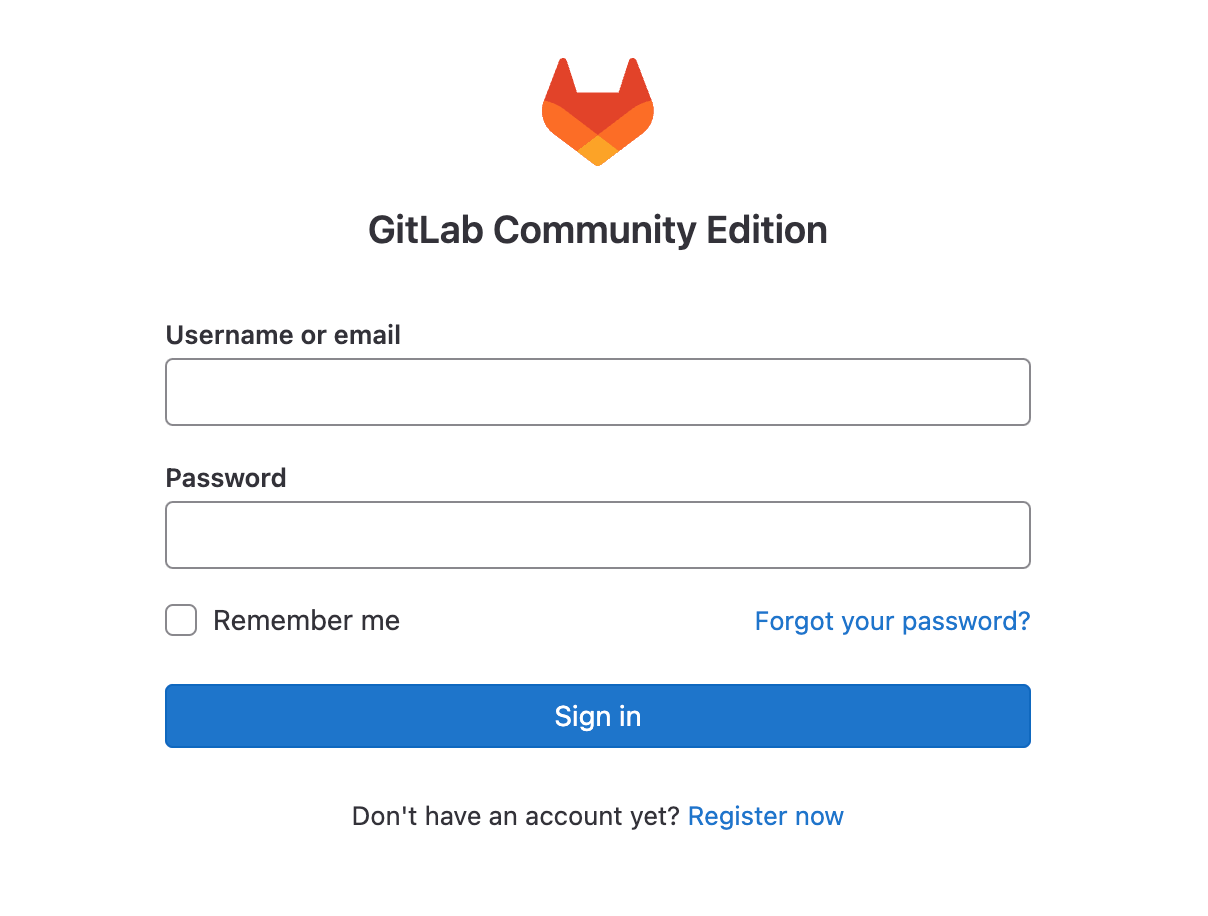 GitLab Community Edition
Username or email
Password
Remember me Forgot your password?
Sign in
Don't have an account yet? Register now